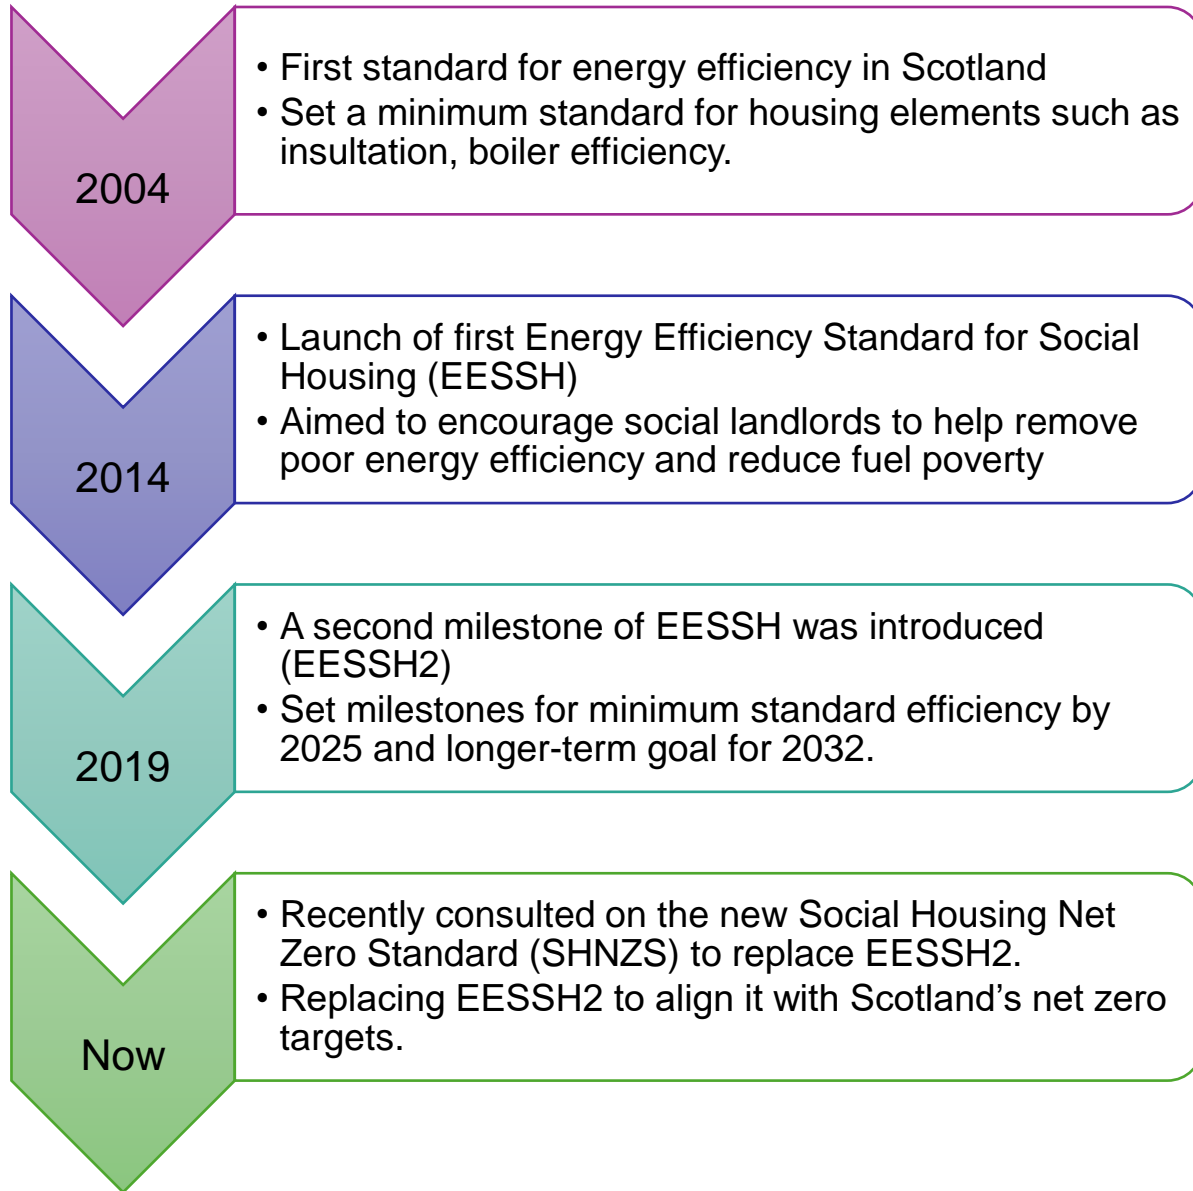 2004
• First standard for energy efficiency in Scotland
• Set a minimum standard for housing elements such as
insultation, boiler efficiency.
2014
• Launch of first Energy Efficiency Standard for Social
Housing (EESSH)
• Aimed to encourage social landlords to help remove
poor energy efficiency and reduce fuel poverty
2019
• A second milestone of EESSH was introduced
(EESSH2)
• Set milestones for minimum standard efficiency by
2025 and longer-term goal for 2032.
Now
• Recently consulted on the new Social Housing Net
Zero Standard (SHNZS) to replace EESSH2.
• Replacing EESSH2 to align it with Scotland’s net zero
targets.